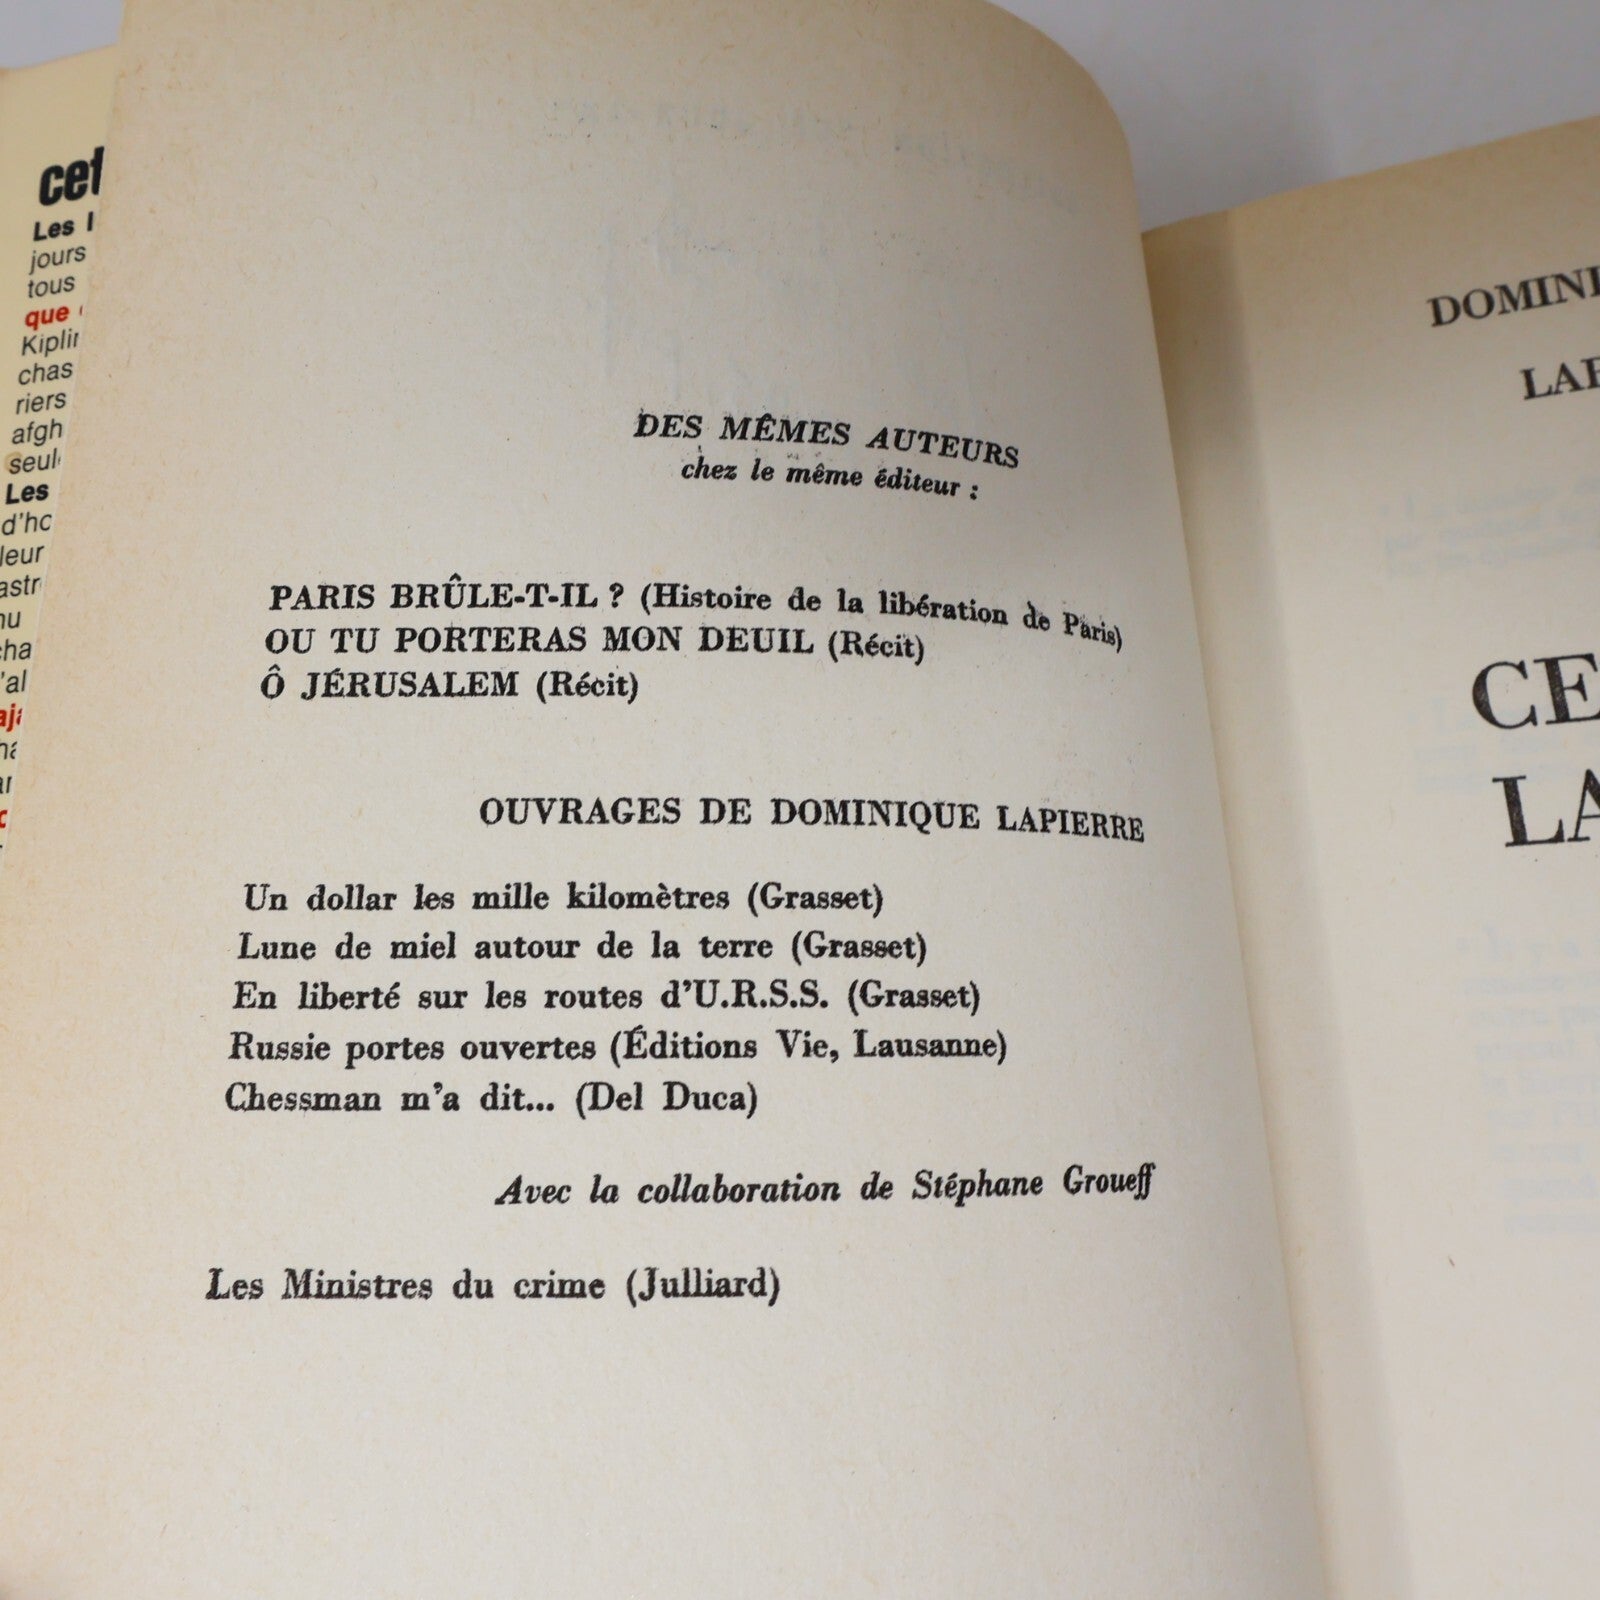 Les
jours
tous
que
chas
riers
afgh
Les
leur
DES MÊMES AUTEURS
chez le même éditeur :
PARIS BRÛLE-T-IL ? (Histoire de la libération de Paris)
OU TU PORTERAS MON DEUIL (Récit)
Ô JÉRUSALEM (Récit)
OUVRAGES DE DOMINIQUE LAPIERRE
Un dollar les mille kilomètres (Grasset)
Lune de miel autour de la terre (Grasset)
En liberté sur les routes d'U.R.S.S. (Grasset)
Russie portes ouvertes (Éditions Vie, Lausanne)
Chessman m'a dit... (Del Duca)
Avec la collaboration de Stéphane Groueff
Les Ministres du crime (Julliard)
DOMINI
CE
LA